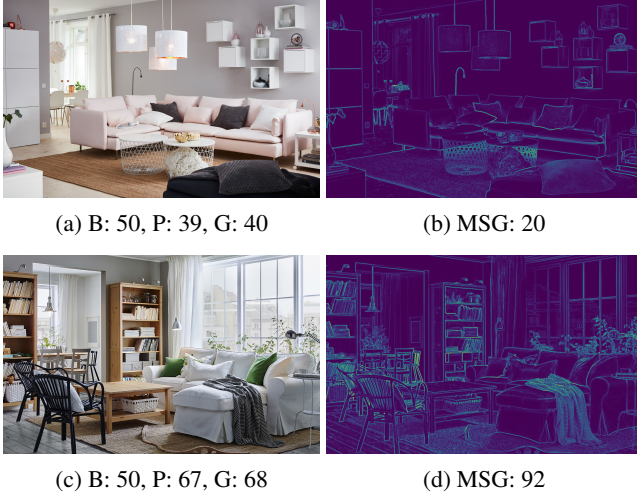 (a) B: 50, P: 39, G: 40
(b) MSG: 20
(c) B: 50, P: 67, G: 68
(d) MSG: 92